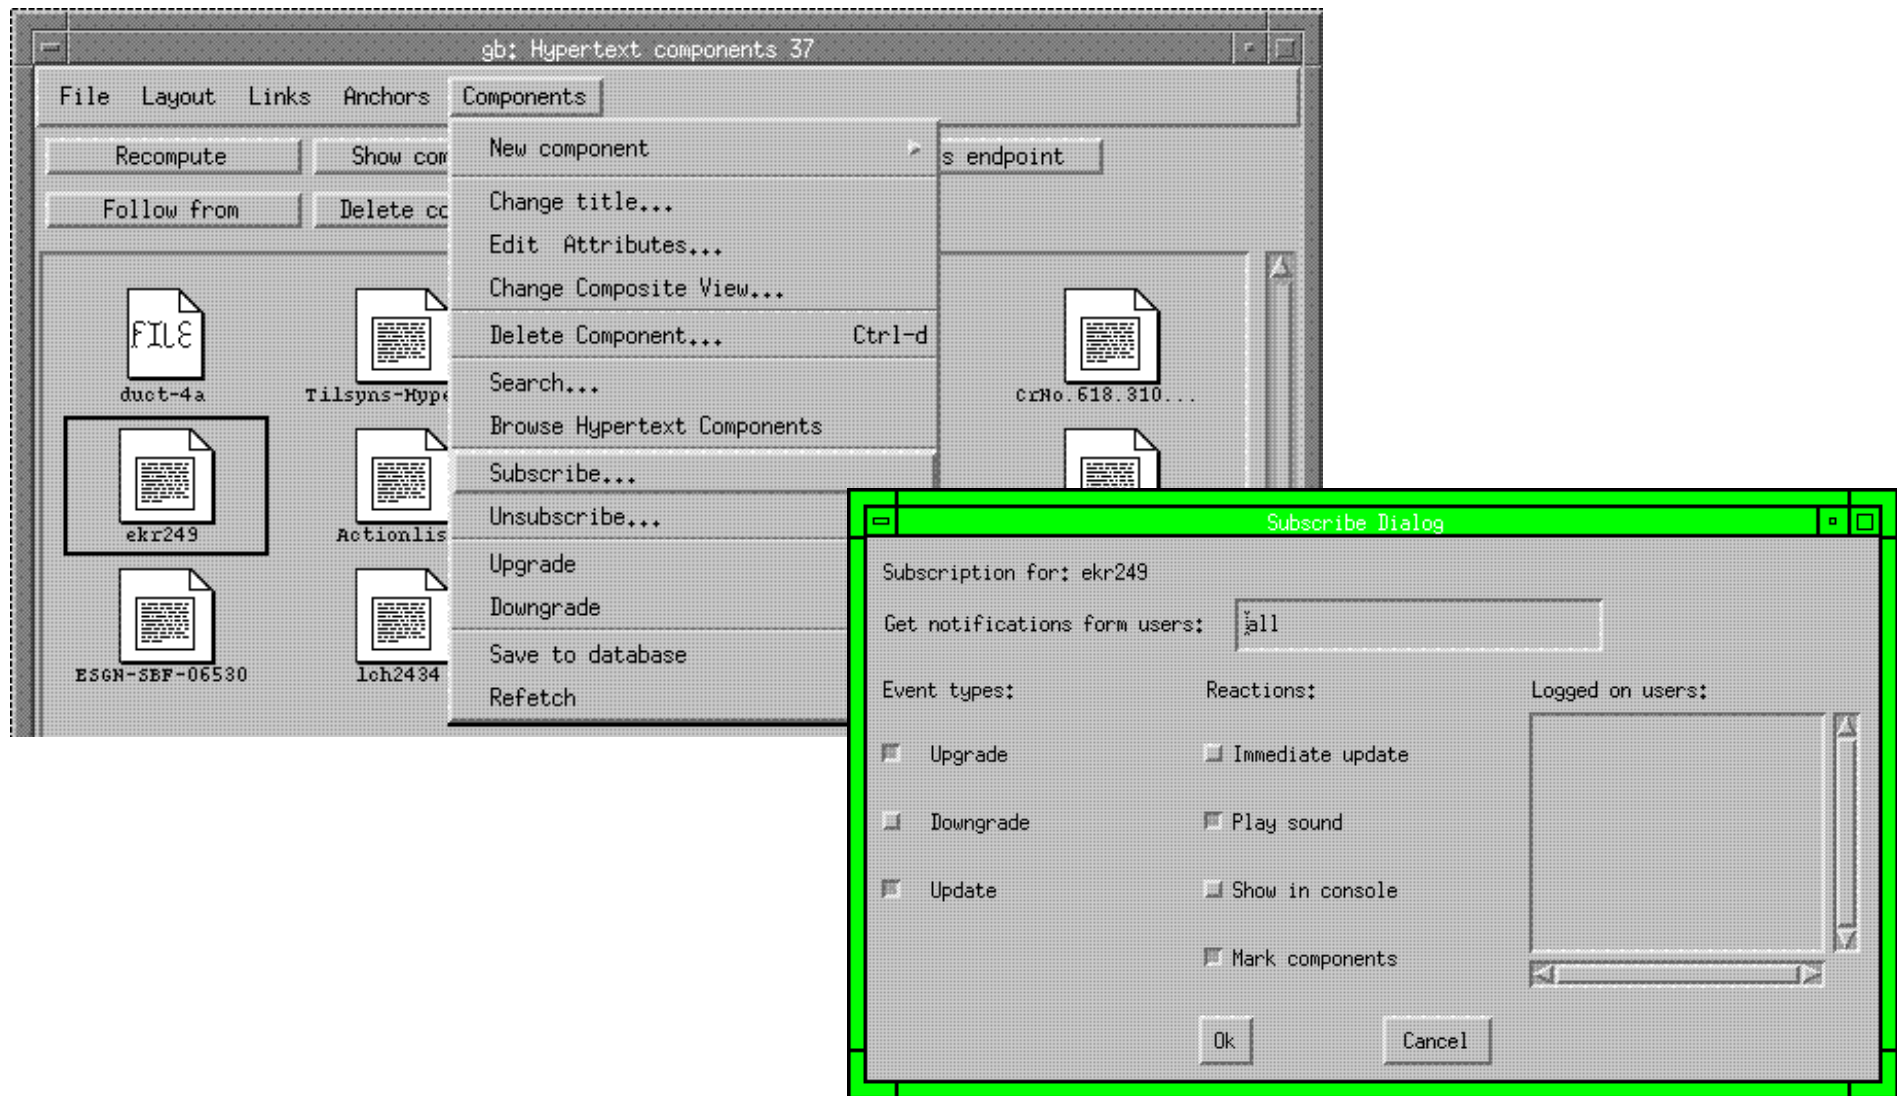 gb: Hypertext components 37
File Layout Links Anchors Components
Recompute Show com s endpoint
Follow from Delete co
New component
Change title...
Edit Attributes...
Change Composite View...
Delete Component... Ctrl-d
Search...
Browse Hypertext Components
Subscribe...
Unsubscribe...
Upgrade
Downgrade
Save to database
Refetch
FILE
duct-4a Tilsyns-Hype CrNo.618.310...
ekr249 Actionlis
ESGN-SBF-06530 lch2434
Subscribe Dialog
Subscription for: ekr249
Get notifications form users: all
Event types: Reactions: Logged on users:
Upgrade Immediate update
Downgrade Play sound
Update Show in console
Mark components
Ok Cancel